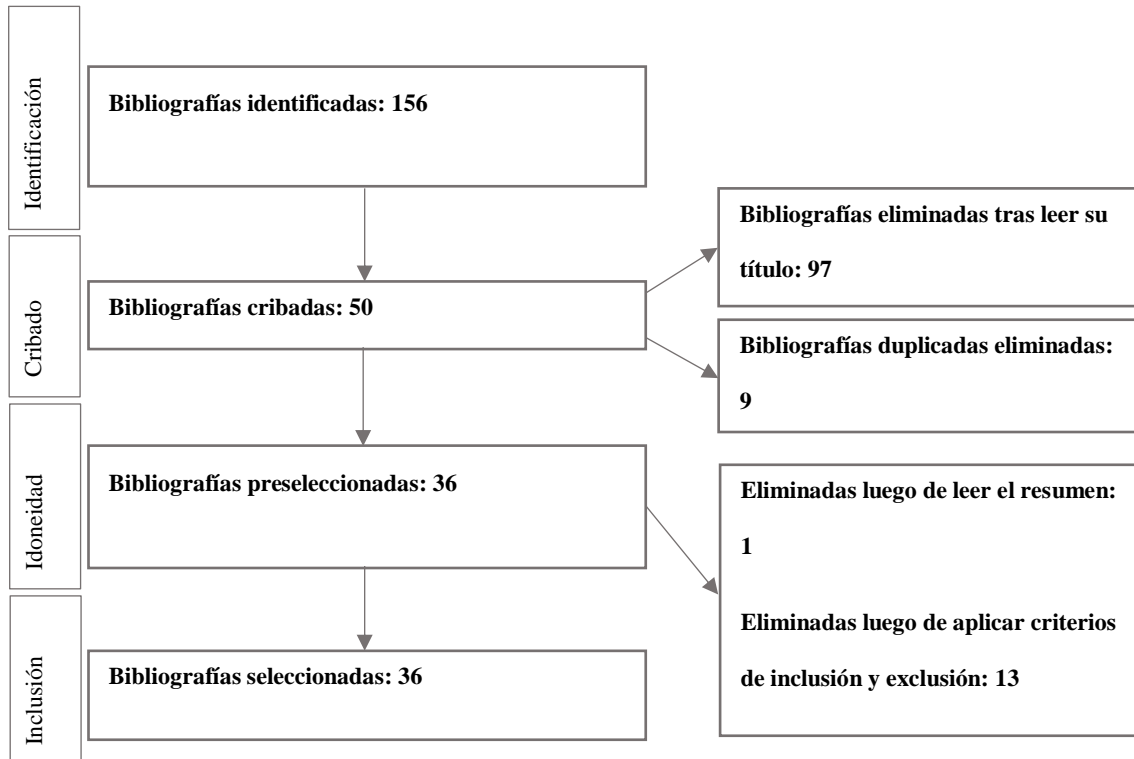 Identificación
Bibliografías identificadas: 156
Bibliografías eliminadas tras leer su
título: 97
Cribado
Bibliografías cribadas: 50
Bibliografías duplicadas eliminadas:
9
Idoneidad
Bibliografías preseleccionadas: 36
Eliminadas luego de leer el resumen:
1
Eliminadas luego de aplicar criterios
de inclusión y exclusión: 13
Inclusión
Bibliografías seleccionadas: 36